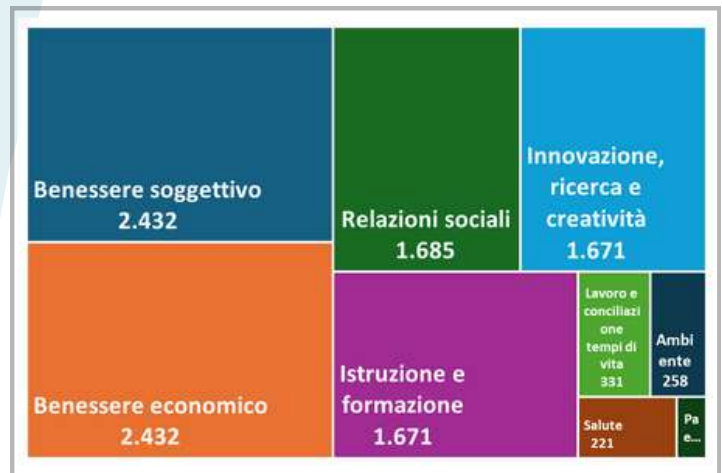 Benessere soggettivo
2.432
Benessere economico
2.432
Relazioni sociali
1.685
Innovazione,
ricerca e
creatività
1.671
Istruzione e
formazione
1.671
Lavoro e
conciliazi
one
tempi di
vita
331
Ambi
ente
258
Salute
221
Pa
e...